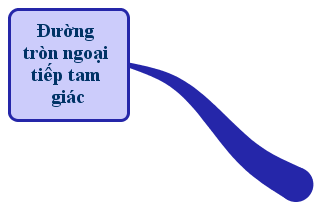 Đường
tròn ngoại
tiếp tam
giác